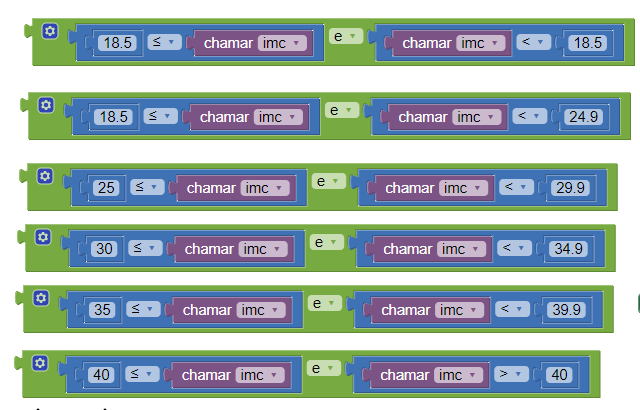 18.5 ≤ chamar imc e chamar imc < 18.5
18.5 ≤ chamar imc e chamar imc < 24.9
25 ≤ chamar imc e chamar imc < 29.9
30 ≤ chamar imc e chamar imc < 34.9
35 ≤ chamar imc e chamar imc < 39.9
40 ≤ chamar imc e chamar imc > 40